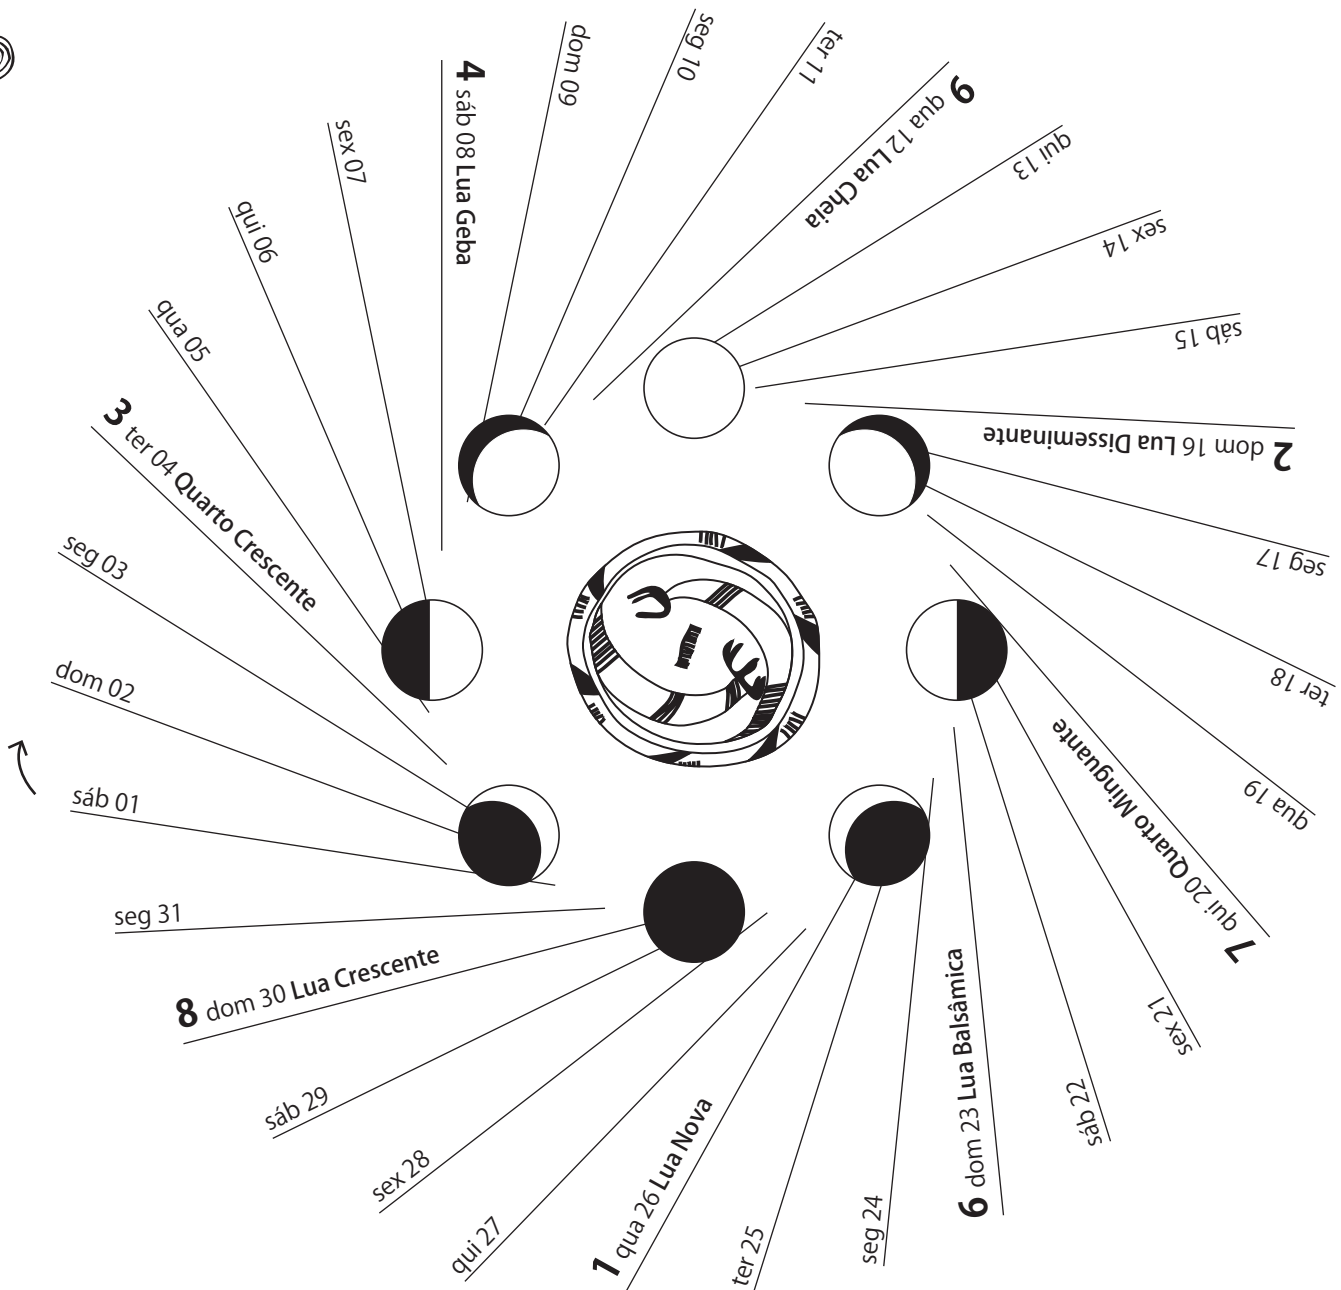 sáb 01
dom 02
seg 03
3 ter 04 Quarto Crescente
qua 05
qui 06
sex 07
4 sáb 08 Lua Geba
dom 09
seg 10
ter 11
9 qua 12 Lua Cheia
qui 13
sex 14
sáb 15
2 dom 16 Lua Disseminante
seg 17
ter 18
qua 19
7 qui 20 Quarto Minguante
sex 21
sáb 22
6 dom 23 Lua Balsâmica
seg 24
ter 25
1 qua 26 Lua Nova
qui 27
sex 28
sáb 29
8 dom 30 Lua Crescente
seg 31